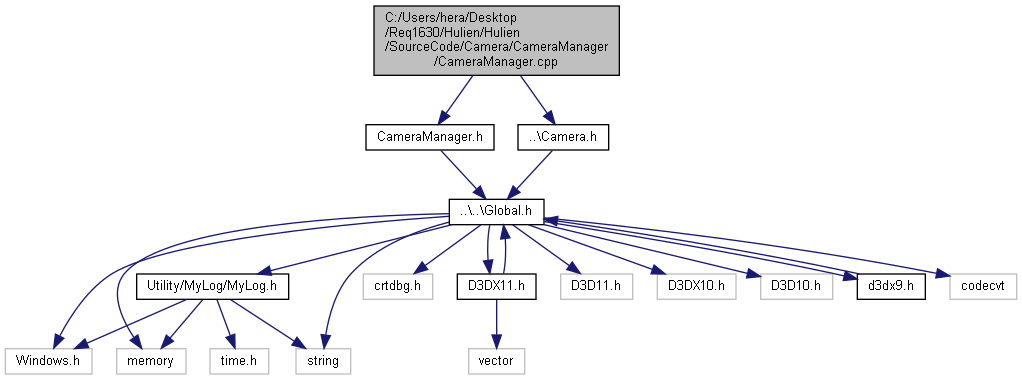 C:/Users/hera/Desktop
/Req1630/Hulien/Hulien
/SourceCode/Camera/CameraManager
/CameraManager.cpp
CameraManager.h
..\Camera.h
..\..\Global.h
Utility/MyLog/MyLog.h
crtdbg.h
D3DX11.h
D3D11.h
D3DX10.h
D3D10.h
d3dx9.h
codecvt
Windows.h
memory
time.h
string
vector